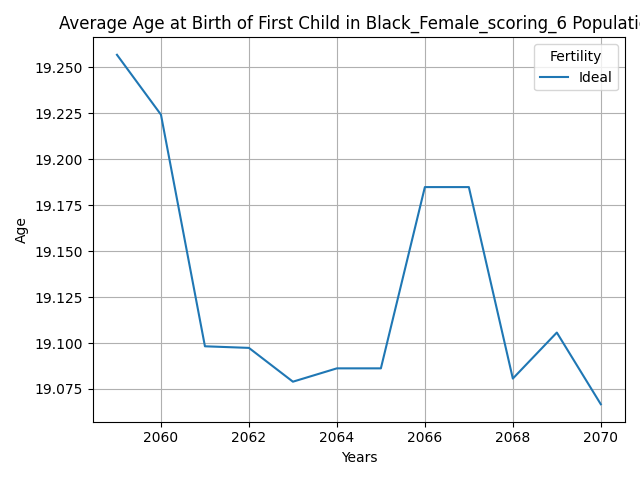 Average Age at Birth of First Child in Black_Female_scoring_6 Populati
Fertility
Ideal
19.250
19.225
19.200
19.175
19.150
19.125
19.100
19.075
Age
2060 2062 2064 2066 2068 2070
Years